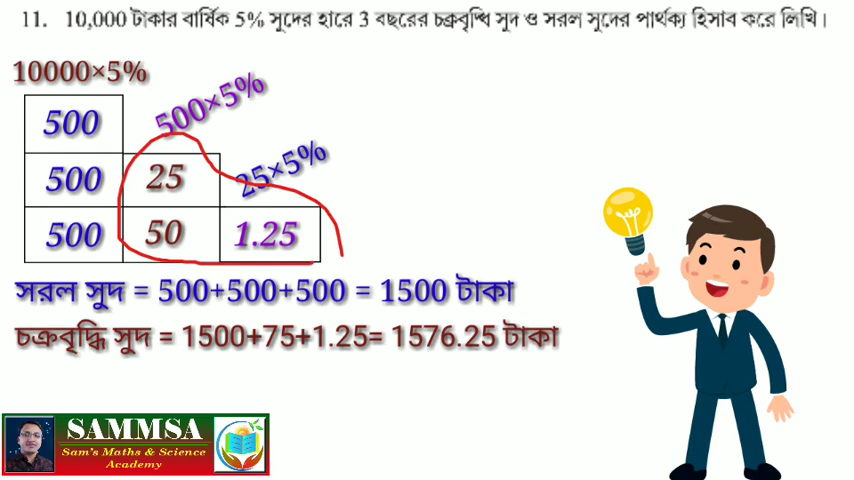 11. 10,000 টাকার বার্ষিক 5% সুদের হারে 3 বছরের চক্রবৃদ্ধি সুদ ও সরল সুদের পার্থক্য হিসাব করে লিখি।
10000×5%
500×5%
500
25×5%
500 25
500 50 1.25
সরল সুদ = 500+500+500 = 1500 টাকা
চক্রবৃদ্ধি সুদ = 1500+75+1.25= 1576.25 টাকা
SAMMSA
Sam's Maths & Science
Academy